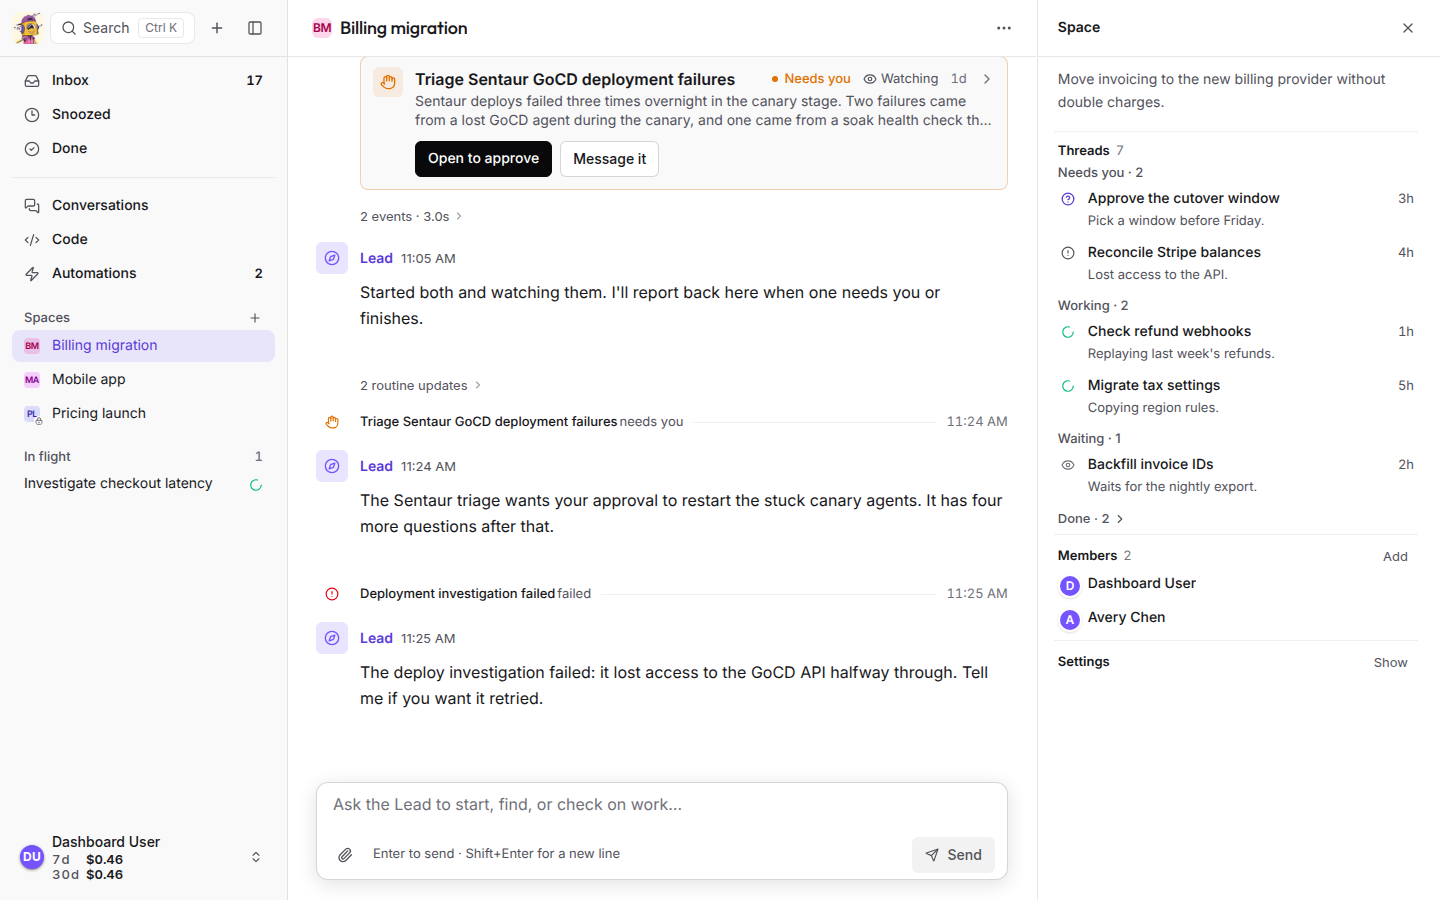 Search Ctrl K
Inbox 17
Snoozed
Done
Conversations
Code
Automations 2
Spaces
BM Billing migration
MA Mobile app
PL Pricing launch
In flight 1
Investigate checkout latency
DU Dashboard User
7d $0.46
30d $0.46
BM Billing migration
Triage Sentaur GoCD deployment failures Needs you Watching 1d
Sentaur deploys failed three times overnight in the canary stage. Two failures came
from a lost GoCD agent during the canary, and one came from a soak health check th...
Open to approve Message it
2 events · 3.0s
Lead 11:05 AM
Started both and watching them. I'll report back here when one needs you or
finishes.
2 routine updates
Triage Sentaur GoCD deployment failures needs you 11:24 AM
Lead 11:24 AM
The Sentaur triage wants your approval to restart the stuck canary agents. It has four
more questions after that.
Deployment investigation failed failed 11:25 AM
Lead 11:25 AM
The deploy investigation failed: it lost access to the GoCD API halfway through. Tell
me if you want it retried.
Ask the Lead to start, find, or check on work...
Enter to send · Shift+Enter for a new line Send
Space
Move invoicing to the new billing provider without
double charges.
Threads 7
Needs you · 2
Approve the cutover window 3h
Pick a window before Friday.
Reconcile Stripe balances 4h
Lost access to the API.
Working · 2
Check refund webhooks 1h
Replaying last week's refunds.
Migrate tax settings 5h
Copying region rules.
Waiting · 1
Backfill invoice IDs 2h
Waits for the nightly export.
Done · 2
Members 2 Add
D Dashboard User
A Avery Chen
Settings Show